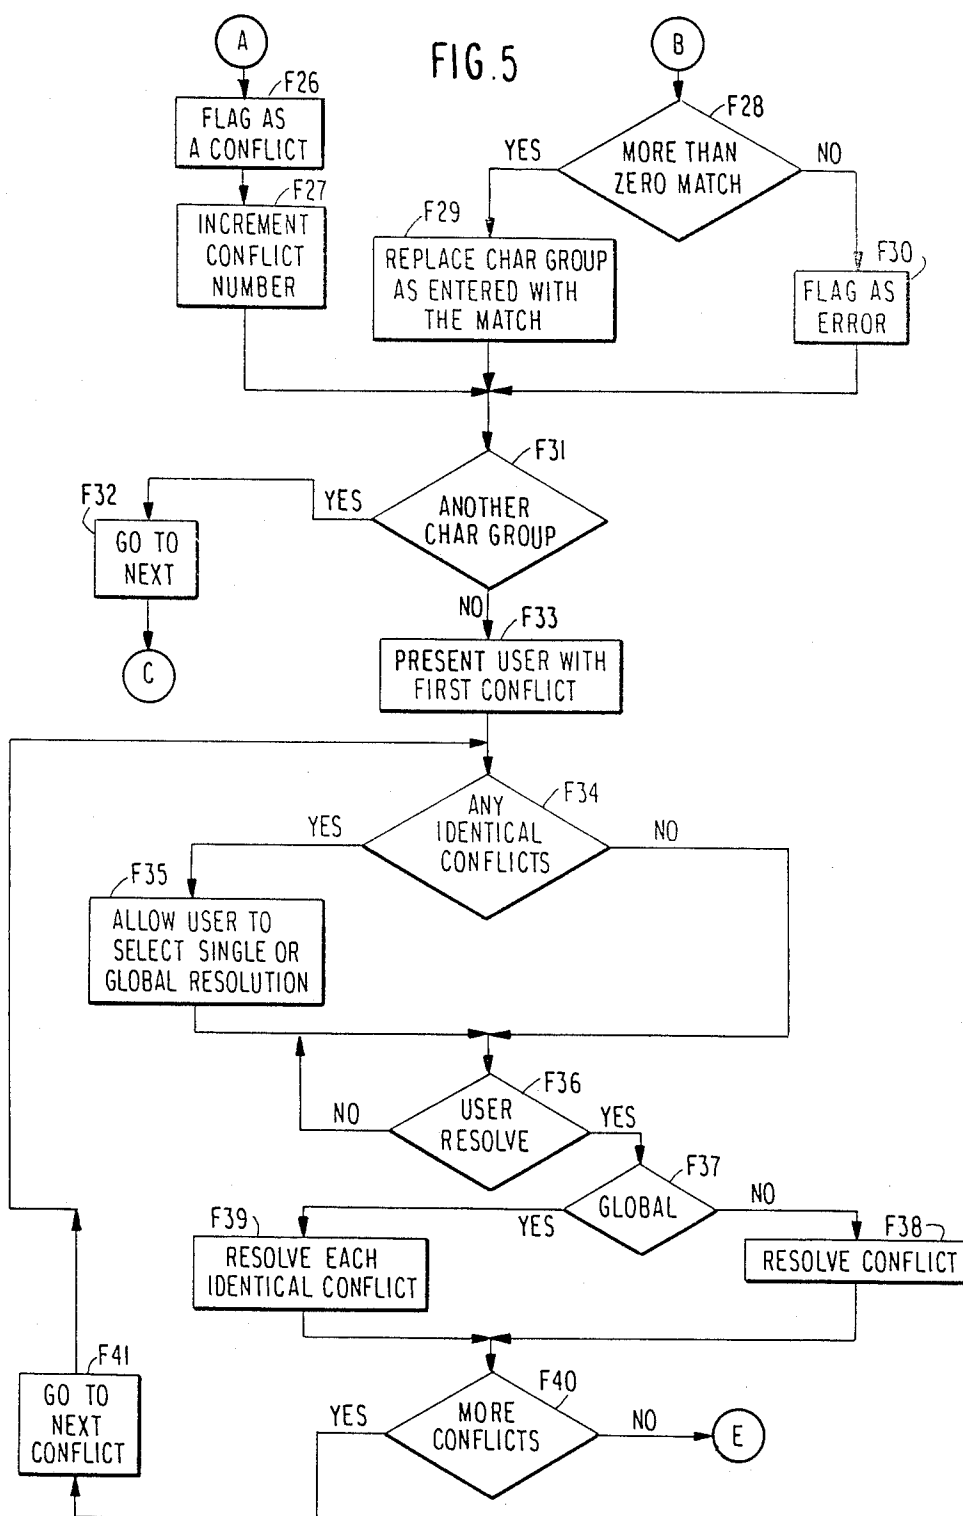 A
FIG.5
B
F26
FLAG AS
A CONFLICT
F27
INCREMENT
CONFLICT
NUMBER
F28
YES
MORE THAN
ZERO MATCH
NO
F29
REPLACE CHAR GROUP
AS ENTERED WITH
THE MATCH
F30
FLAG AS
ERROR
F31
YES
ANOTHER
CHAR GROUP
F32
GO TO
NEXT
C
NO
F33
PRESENT USER WITH
FIRST CONFLICT
F34
YES
ANY
IDENTICAL
CONFLICTS
NO
F35
ALLOW USER TO
SELECT SINGLE OR
GLOBAL RESOLUTION
F36
NO
USER
RESOLVE
YES
F37
GLOBAL
YES
NO
F39
RESOLVE EACH
IDENTICAL CONFLICT
F38
RESOLVE CONFLICT
F41
GO TO
NEXT
CONFLICT
F40
YES
MORE
CONFLICTS
NO
E